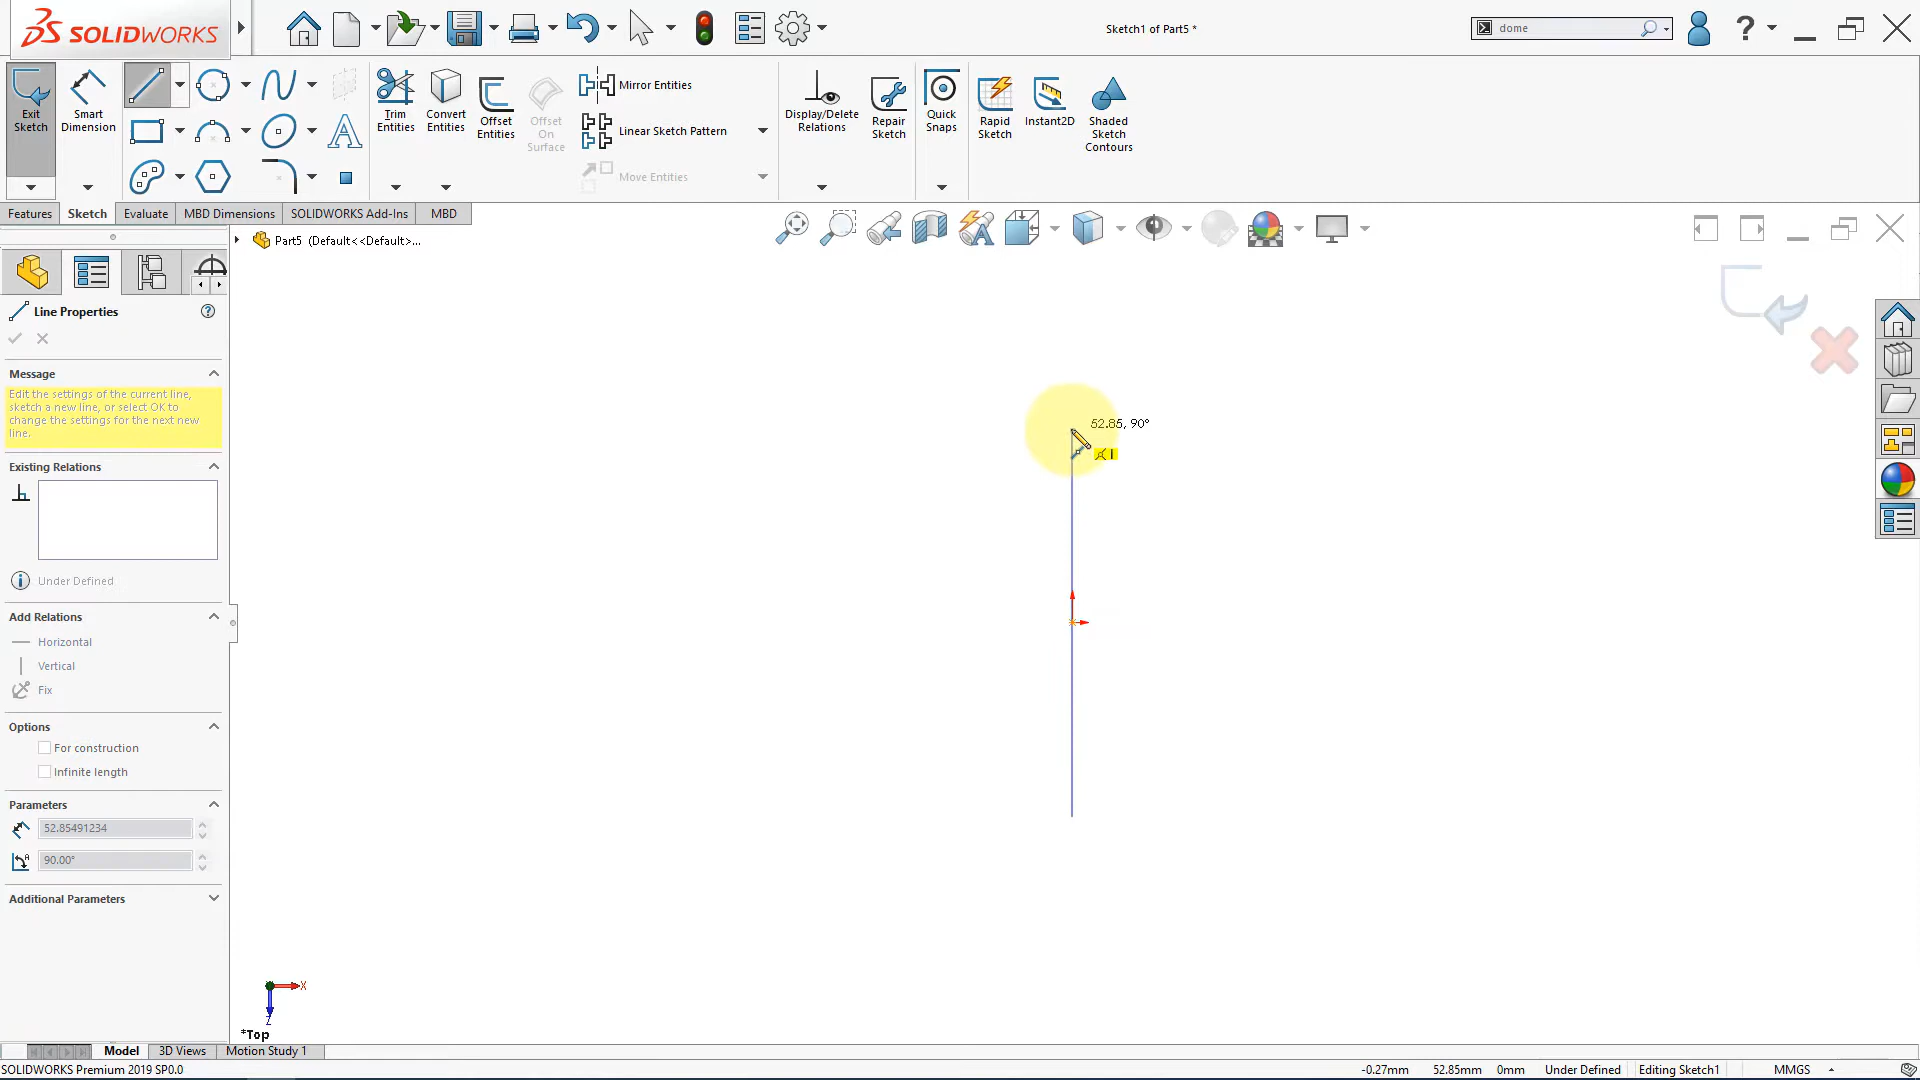 SOLIDWORKS
Sketch1 of Part5 *
dome
Exit Sketch
Smart Dimension
Trim Entities
Convert Entities
Offset Entities
Offset On Surface
Mirror Entities
Linear Sketch Pattern
Move Entities
Display/Delete Relations
Repair Sketch
Quick Snaps
Rapid Sketch
Instant2D
Shaded Sketch Contours
Features
Sketch
Evaluate
MBD Dimensions
SOLIDWORKS Add-Ins
MBD
Part5 (Default<<Default>...
Line Properties
Message
Edit the settings of the current line,
sketch a new line, or select OK to
change the settings for the next new
line.
Existing Relations
Under Defined
Add Relations
Horizontal
Vertical
Fix
Options
For construction
Infinite length
Parameters
52.85491234
90.00°
Additional Parameters
52.85, 90°
X
Z
*Top
Model
3D Views
Motion Study 1
SOLIDWORKS Premium 2019 SP0.0
-0.27mm
52.85mm
0mm
Under Defined
Editing Sketch1
MMGS